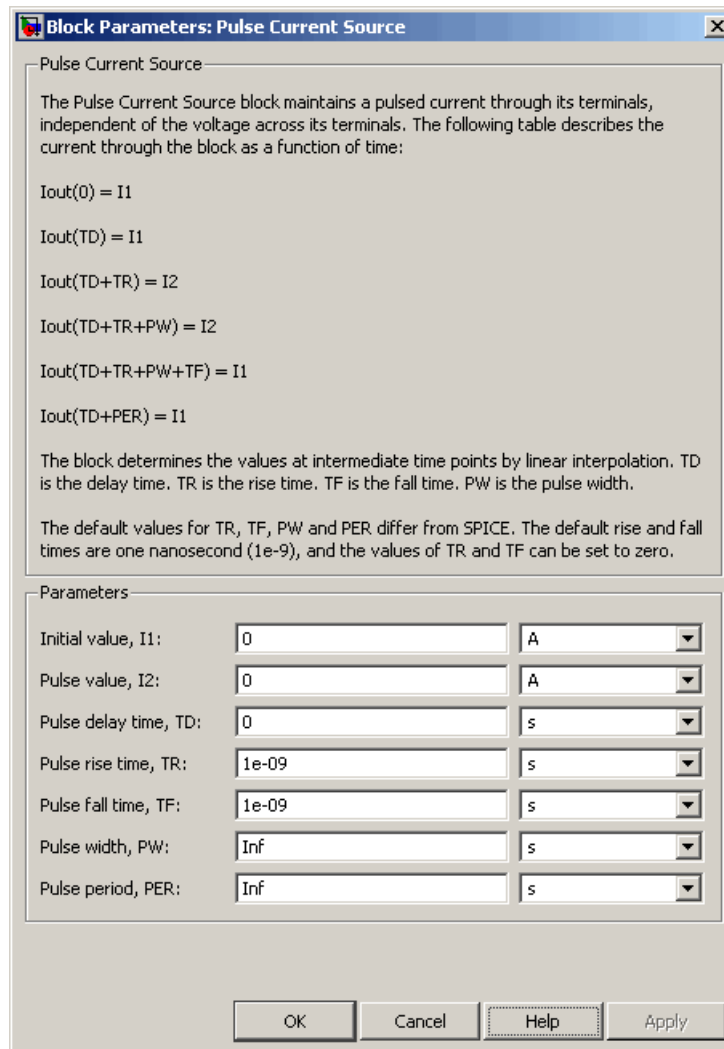 Block Parameters: Pulse Current Source
Pulse Current Source
The Pulse Current Source block maintains a pulsed current through its terminals,
independent of the voltage across its terminals. The following table describes the
current through the block as a function of time:
Iout(0) = I1
Iout(TD) = I1
Iout(TD+TR) = I2
Iout(TD+TR+PW) = I2
Iout(TD+TR+PW+TF) = I1
Iout(TD+PER) = I1
The block determines the values at intermediate time points by linear interpolation. TD
is the delay time. TR is the rise time. TF is the fall time. PW is the pulse width.
The default values for TR, TF, PW and PER differ from SPICE. The default rise and fall
times are one nanosecond (1e-9), and the values of TR and TF can be set to zero.
Parameters
Initial value, I1: 0 A
Pulse value, I2: 0 A
Pulse delay time, TD: 0 s
Pulse rise time, TR: 1e-09 s
Pulse fall time, TF: 1e-09 s
Pulse width, PW: Inf s
Pulse period, PER: Inf s
OK Cancel Help Apply